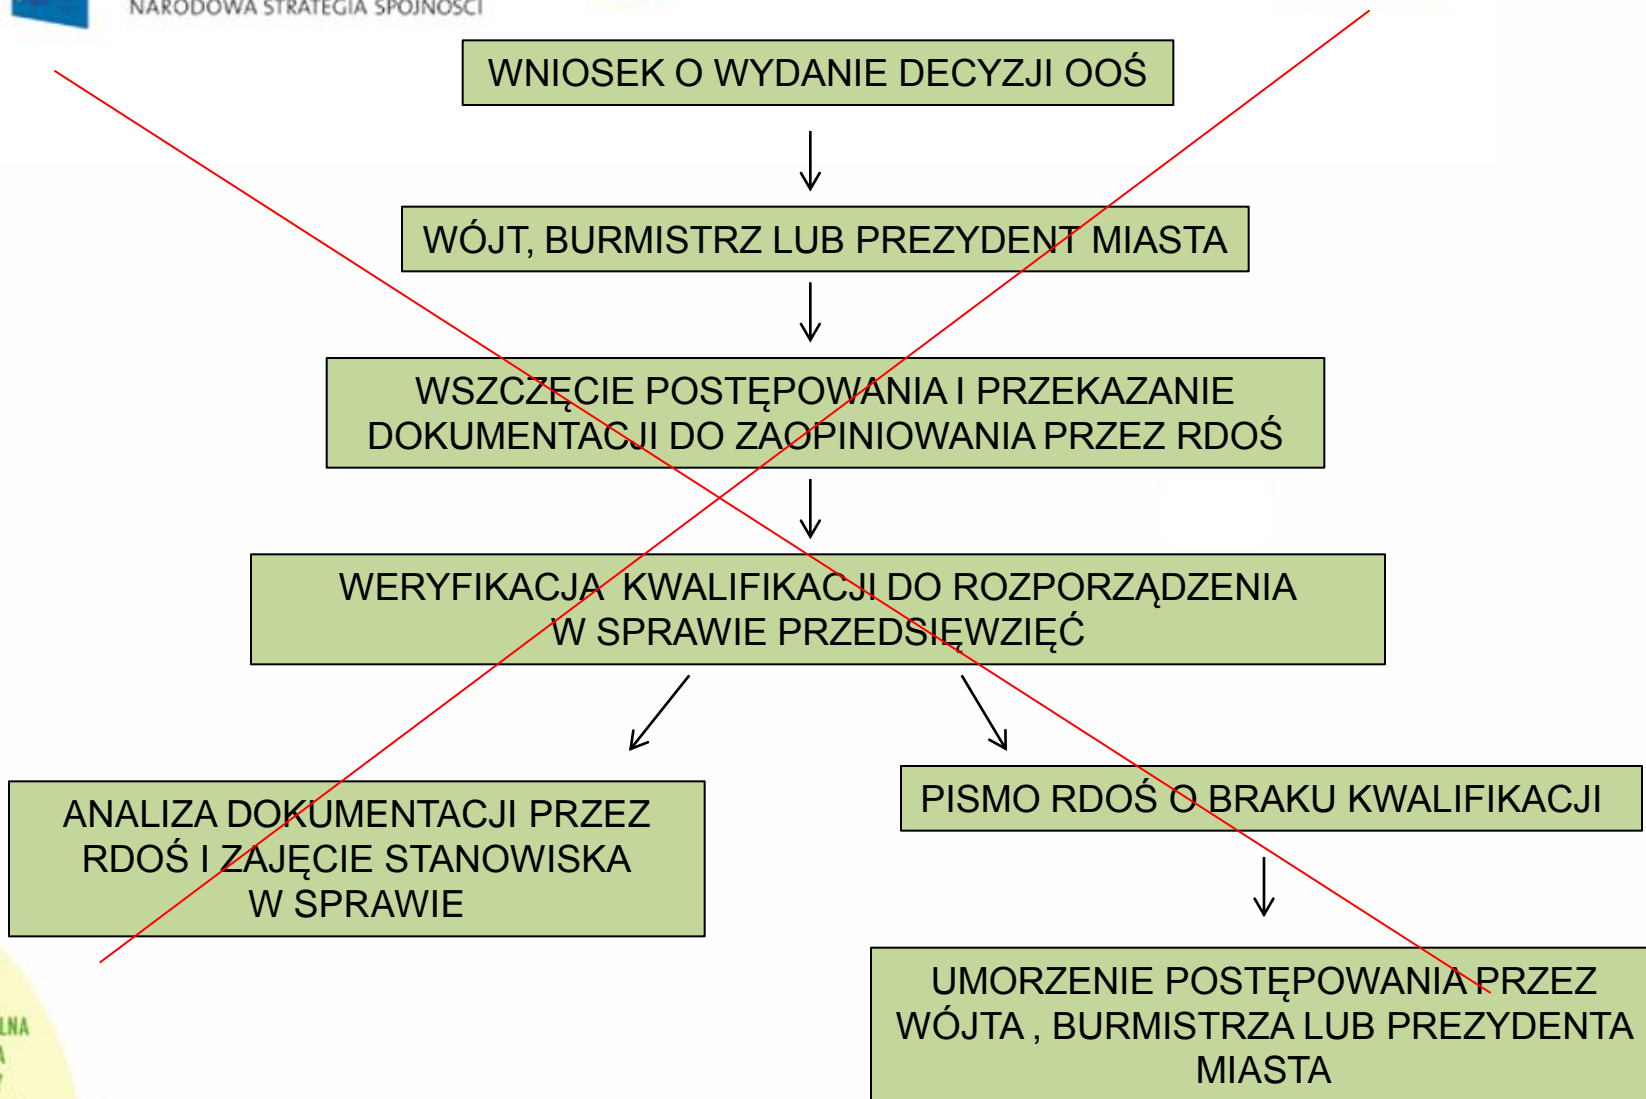 NARODOWA STRATEGIA SPÓJNOŚCI
WNIOSEK O WYDANIE DECYZJI OOŚ
WÓJT, BURMISTRZ LUB PREZYDENT MIASTA
WSZCZĘCIE POSTĘPOWANIA I PRZEKAZANIE
DOKUMENTACJI DO ZAOPINIOWANIA PRZEZ RDOŚ
WERYFIKACJA KWALIFIKACJI DO ROZPORZĄDZENIA
W SPRAWIE PRZEDSIĘWZIĘĆ
ANALIZA DOKUMENTACJI PRZEZ
RDOŚ I ZAJĘCIE STANOWISKA
W SPRAWIE
PISMO RDOŚ O BRAKU KWALIFIKACJI
UMORZENIE POSTĘPOWANIA PRZEZ
WÓJTA , BURMISTRZA LUB PREZYDENTA
MIASTA
LNA